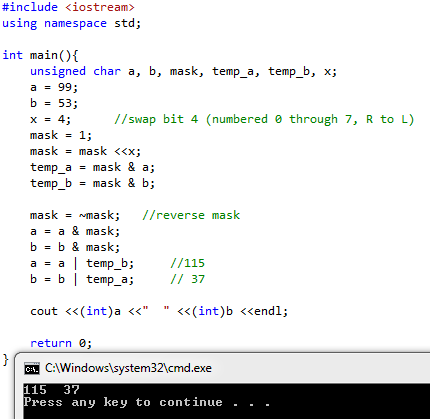 #include <iostream>
using namespace std;
int main(){
unsigned char a, b, mask, temp_a, temp_b, x;
a = 99;
b = 53;
x = 4; //swap bit 4 (numbered 0 through 7, R to L)
mask = 1;
mask = mask <<x;
temp_a = mask & a;
temp_b = mask & b;
mask = ~mask; //reverse mask
a = a & mask;
b = b & mask;
a = a | temp_b; //115
b = b | temp_a; // 37
cout <<(int)a <<"  " <<(int)b <<endl;
return 0;
}
C:\Windows\system32\cmd.exe
115  37
Press any key to continue . . .